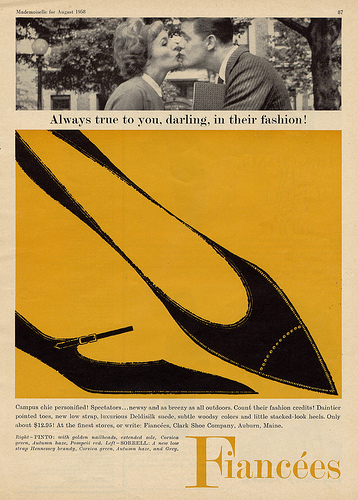 Mademoiselle for August 1958
87
Always true to you, darling, in their fashion!
Campus chic personified! Spectators...newsy and as breezy as all outdoors. Count their fashion credits! Daintier
pointed toes, new low strap, luxurious Deldisilk suede, subtle woodsy colors and little stacked-look heels. Only
about $12.95! At the finest stores, or write: Fiancées, Clark Shoe Company, Auburn, Maine.
Right – PINTO: with golden nailheads, extended sole, Corsica
green, Autumn haze, Pompeii red. Left – SORRELL: A new low
strap Hennessey brandy, Corsica green, Autumn haze, and Grey.
Fiancées